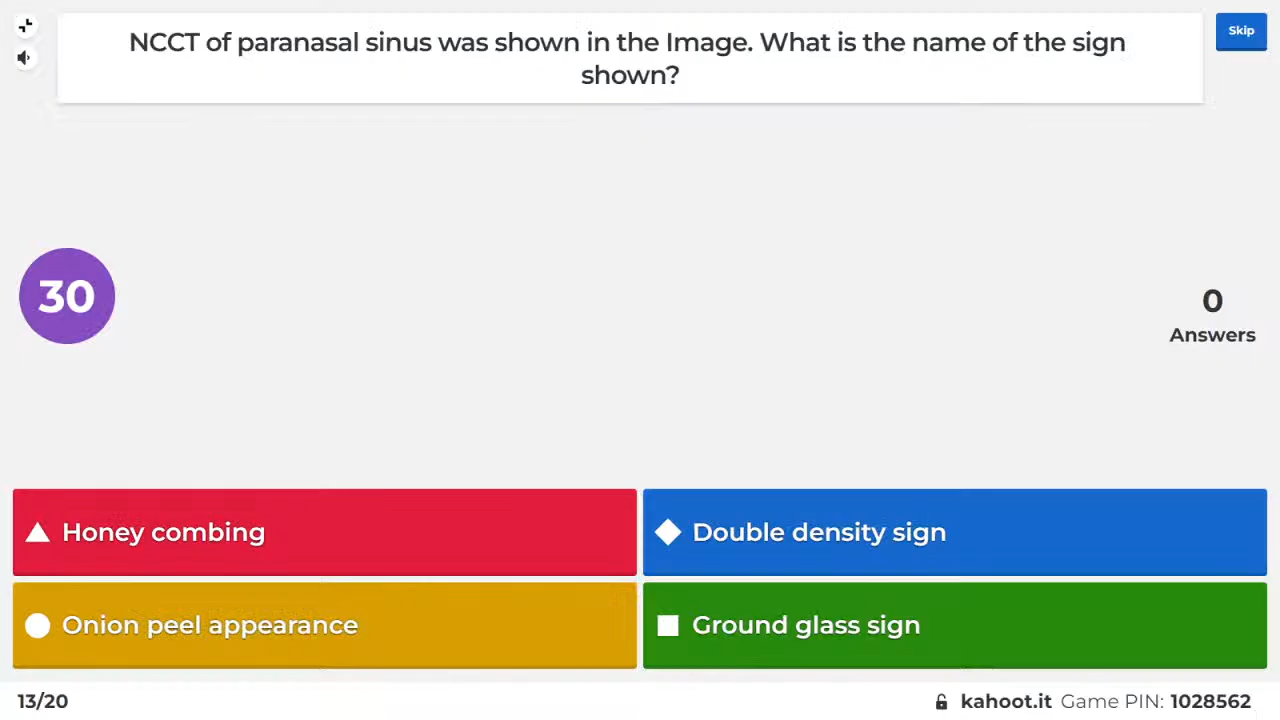 NCCT of paranasal sinus was shown in the Image. What is the name of the sign
shown?
Skip
30
0
Answers
Honey combing
Double density sign
Onion peel appearance
Ground glass sign
13/20
kahoot.it Game PIN: 1028562